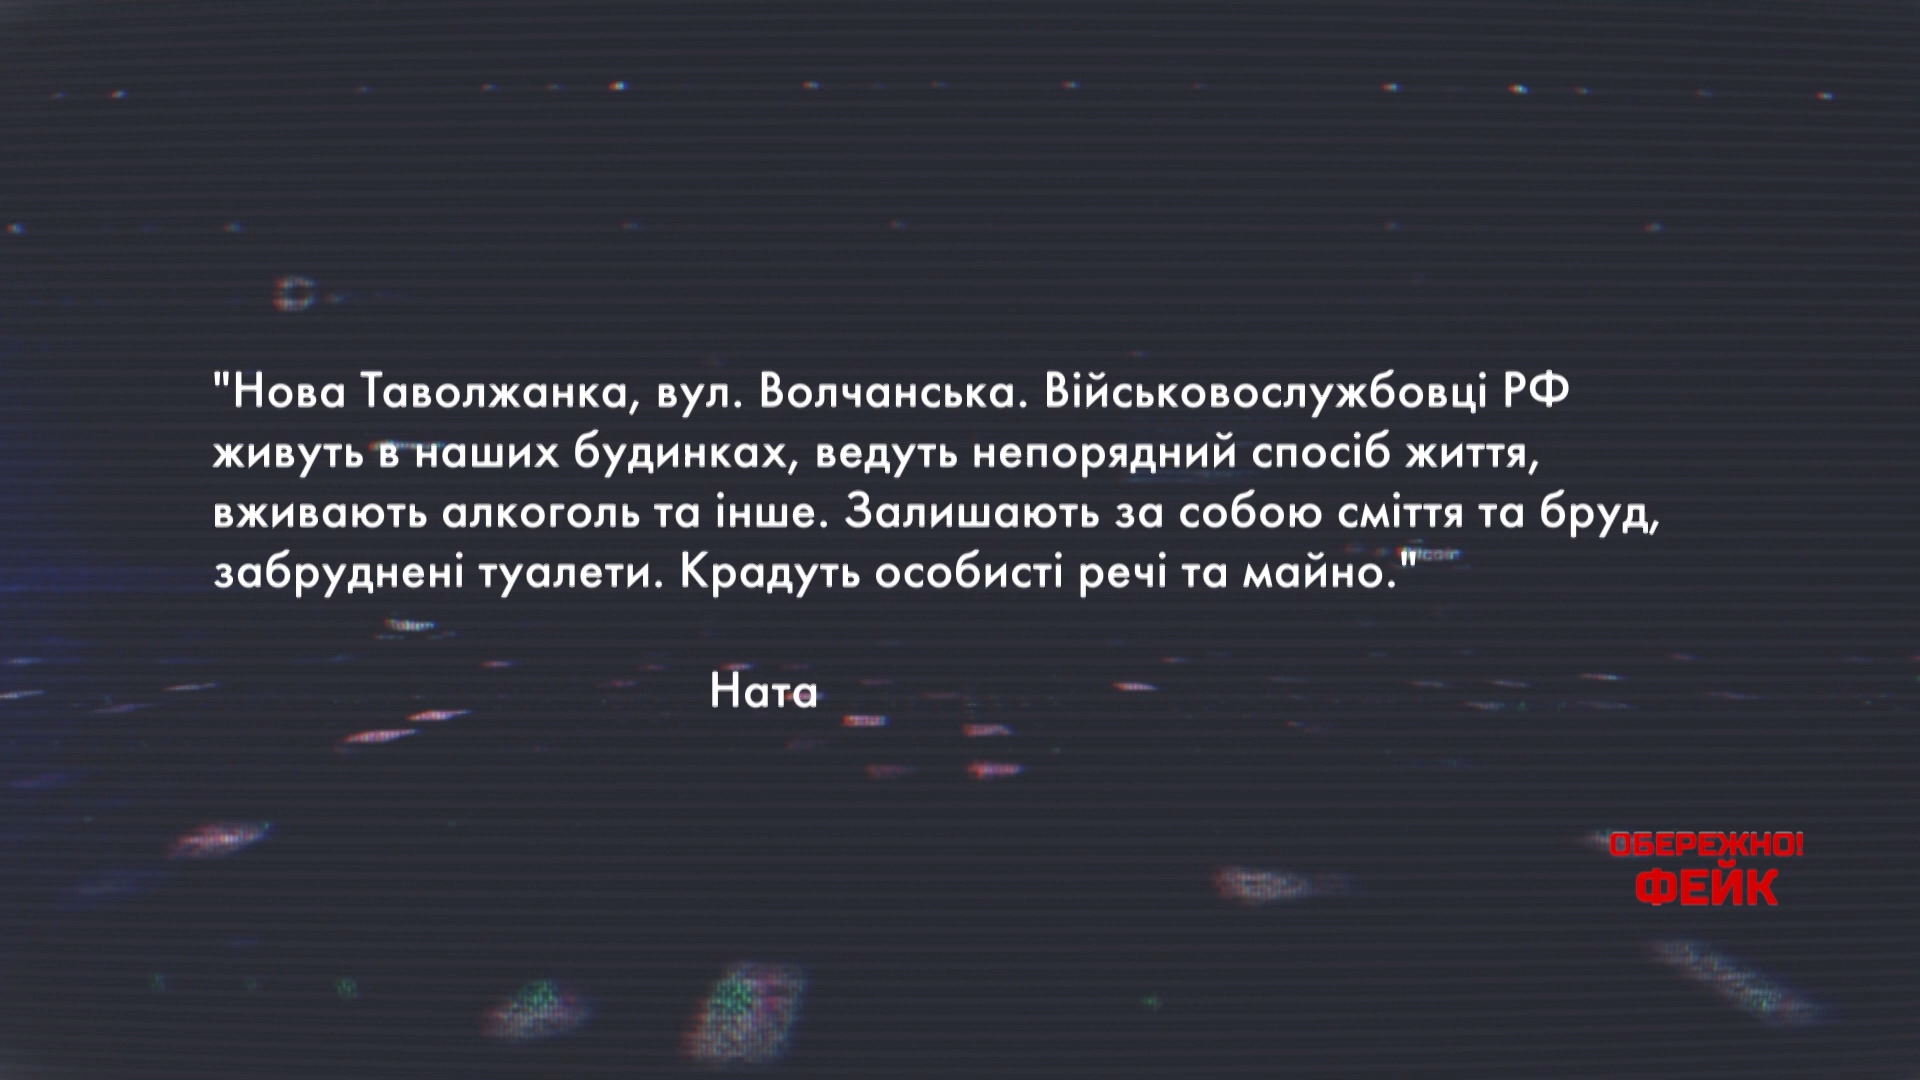 "Нова Таволжанка, вул. Волчанська. Військовослужбовці РФ
живуть в наших будинках, ведуть непорядний спосіб життя,
вживають алкоголь та інше. Залишають за собою сміття та бруд,
забруднені туалети. Крадуть особисті речі та майно."
Ната
ОБЕРЕЖНО!
ФЕЙК